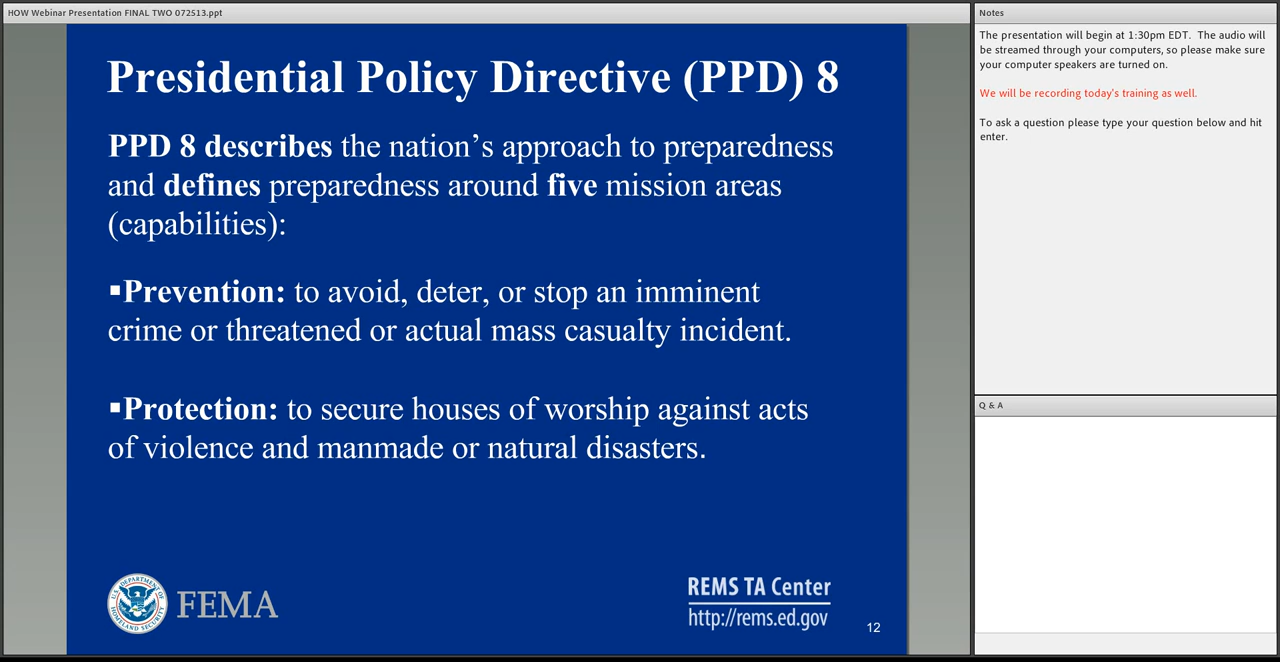 HOW Webinar Presentation FINAL TWO 072513.ppt
Presidential Policy Directive (PPD) 8
PPD 8 describes the nation’s approach to preparedness
and defines preparedness around five mission areas
(capabilities):
▪Prevention: to avoid, deter, or stop an imminent
crime or threatened or actual mass casualty incident.
▪Protection: to secure houses of worship against acts
of violence and manmade or natural disasters.
U.S. DEPARTMENT OF HOMELAND SECURITY
FEMA
REMS TA Center
http://rems.ed.gov
12
Notes
The presentation will begin at 1:30pm EDT. The audio will
be streamed through your computers, so please make sure
your computer speakers are turned on.
We will be recording today's training as well.
To ask a question please type your question below and hit
enter.
Q & A